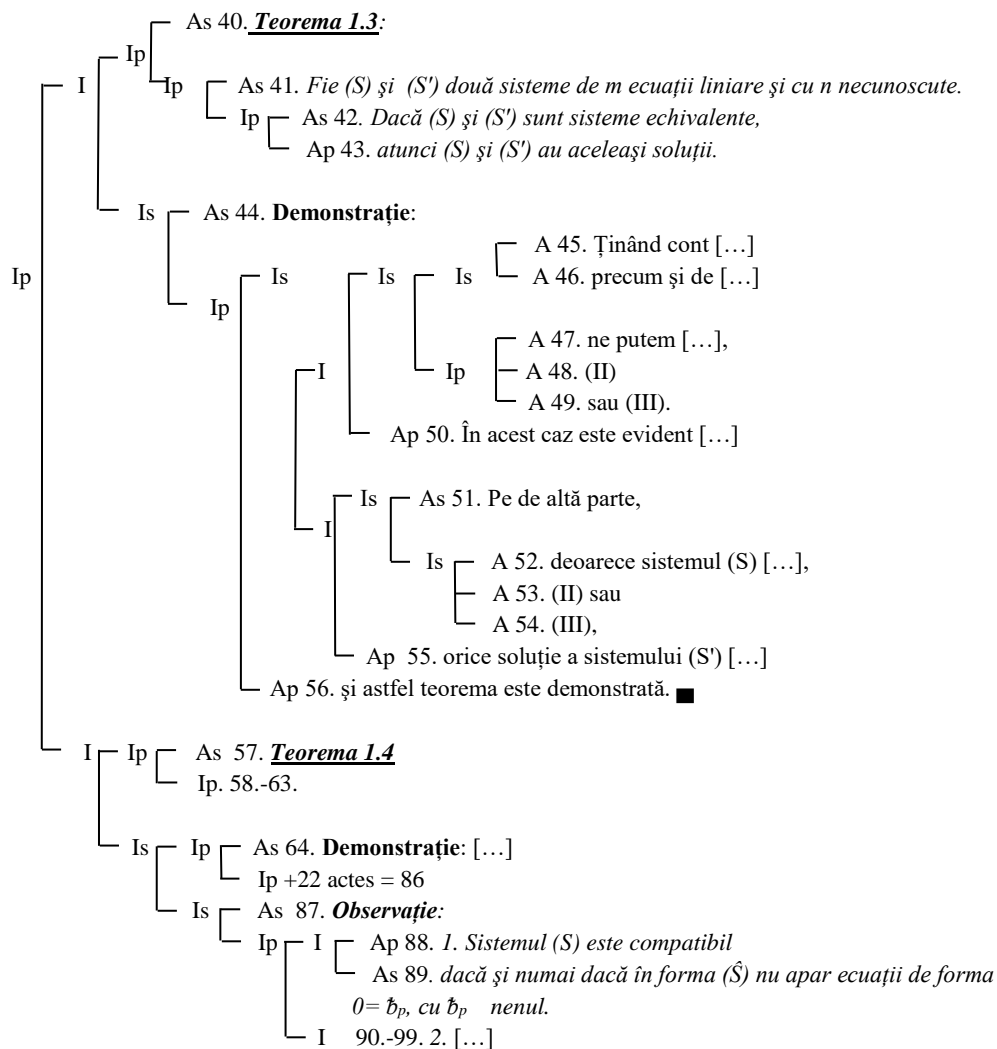 As 40. Teorema 1.3:
Ip
I Ip As 41. Fie (S) şi (S') două sisteme de m ecuaţii liniare şi cu n necunoscute.
Ip As 42. Dacă (S) şi (S') sunt sisteme echivalente,
Ap 43. atunci (S) şi (S') au aceleaşi soluţii.
Is As 44. Demonstraţie:
A 45. Ţinând cont […]
Ip Is Is Is A 46. precum şi de […]
Ip
A 47. ne putem […],
I Ip A 48. (II)
A 49. sau (III).
Ap 50. În acest caz este evident […]
Is As 51. Pe de altă parte,
I
Is A 52. deoarece sistemul (S) […],
A 53. (II) sau
A 54. (III),
Ap 55. orice soluţie a sistemului (S') […]
Ap 56. şi astfel teorema este demonstrată. ■
I Ip As 57. Teorema 1.4
Ip. 58.-63.
Is Ip As 64. Demonstraţie: […]
Ip +22 actes = 86
Is As 87. Observaţie:
Ip I Ap 88. 1. Sistemul (S) este compatibil
As 89. dacă şi numai dacă în forma (Ŝ) nu apar ecuaţii de forma
0= ƀp, cu ƀp nenul.
I 90.-99. 2. […]